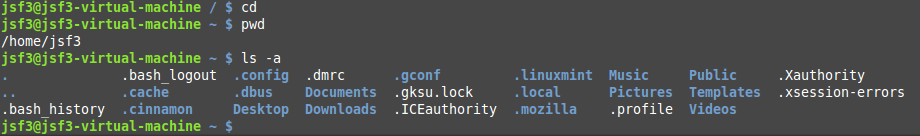 jsf3@jsf3-virtual-machine / $ cd
jsf3@jsf3-virtual-machine ~ $ pwd
/home/jsf3
jsf3@jsf3-virtual-machine ~ $ ls -a
. .bash_logout .config .dmrc .gconf .linuxmint Music Public .Xauthority
.. .cache .dbus Documents .gksu.lock .local Pictures Templates .xsession-errors
.bash_history .cinnamon Desktop Downloads .ICEauthority .mozilla .profile Videos
jsf3@jsf3-virtual-machine ~ $